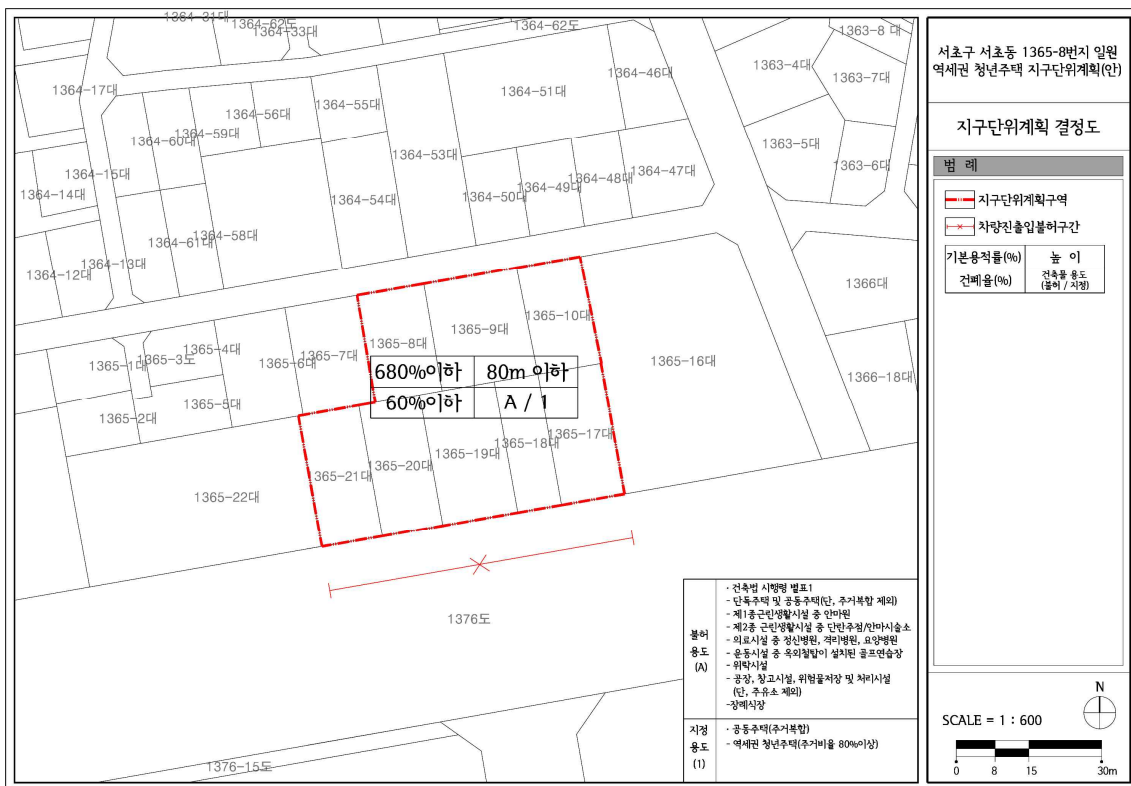 1364-31대
1364-62도
1364-33대
1364-62도
1363-8 대
1364-17대
1364-46대
1363-4대
1363-7대
1364-55대
1364-51대
1364-56대
1364-59대
1364-60대
1363-5대
1363-6대
1364-53대
1364-15대
1364-14대
1364-50대
1364-49대
1364-48대
1364-47대
1364-54대
1364-58대
1364-61대
1364-13대
1364-12대
1366대
1365-10대
1365-9대
1365-8대
1365-7대
1365-4대
1365-6대
1365-3도
1365-1대
1365-16대
1366-18대
680%이하 80m 이하
60%이하 A / 1
1365-5대
1365-2대
1365-17대
1365-18대
1365-19대
1365-20대
365-21대
1365-22대
1376도
1376-15도
불허
용도
(A)
· 건축법 시행령 별표1
- 단독주택 및 공동주택(단, 주거복합 제외)
- 제1종근린생활시설 중 안마원
- 제2종 근린생활시설 중 단란주점/안마시술소
- 의료시설 중 정신병원, 격리병원, 요양병원
- 운동시설 중 옥외철탑이 설치된 골프연습장
- 위락시설
- 공장, 창고시설, 위험물저장 및 처리시설
(단, 주유소 제외)
-장례식장
지정
용도
(1)
· 공동주택(주거복합)
- 역세권 청년주택(주거비율 80%이상)
서초구 서초동 1365-8번지 일원
역세권 청년주택 지구단위계획(안)
지구단위계획 결정도
범 례
지구단위계획구역
차량진출입불허구간
기본용적률(%) 높 이
건폐율(%) 건축물 용도
(불허 / 지정)
N
SCALE = 1 : 600
0 8 15 30m